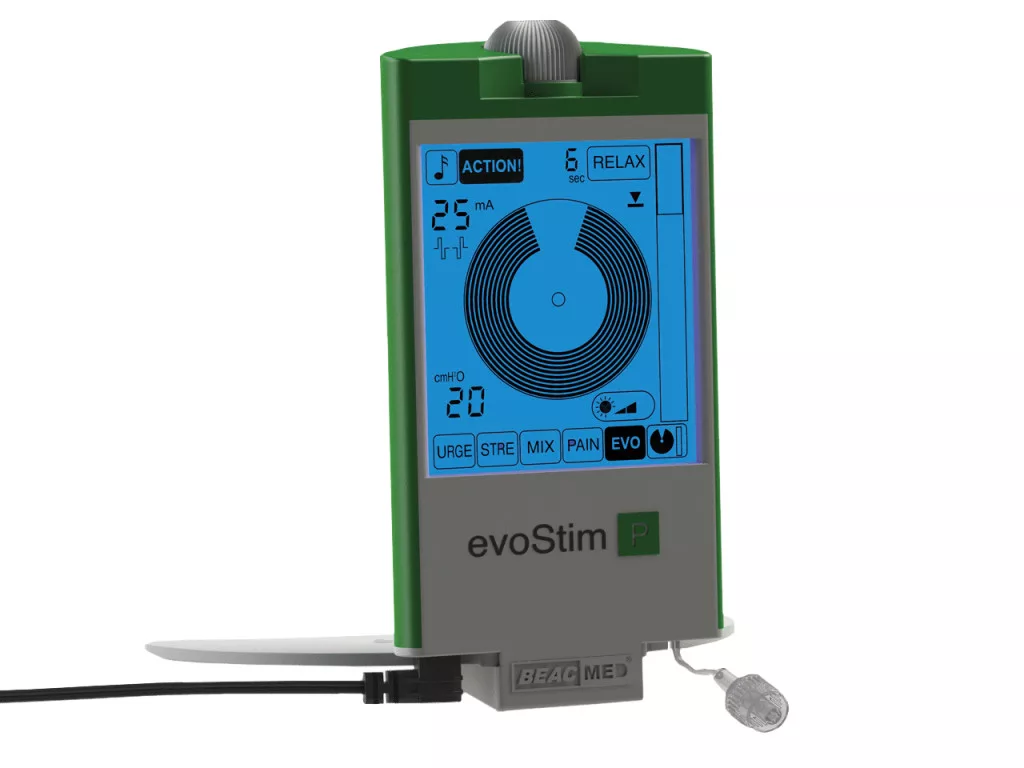 ACTION! 6 sec RELAX
25 mA
cmH²O
20
URGE STRE MIX PAIN EVO
evoStim P
BEAC MED®